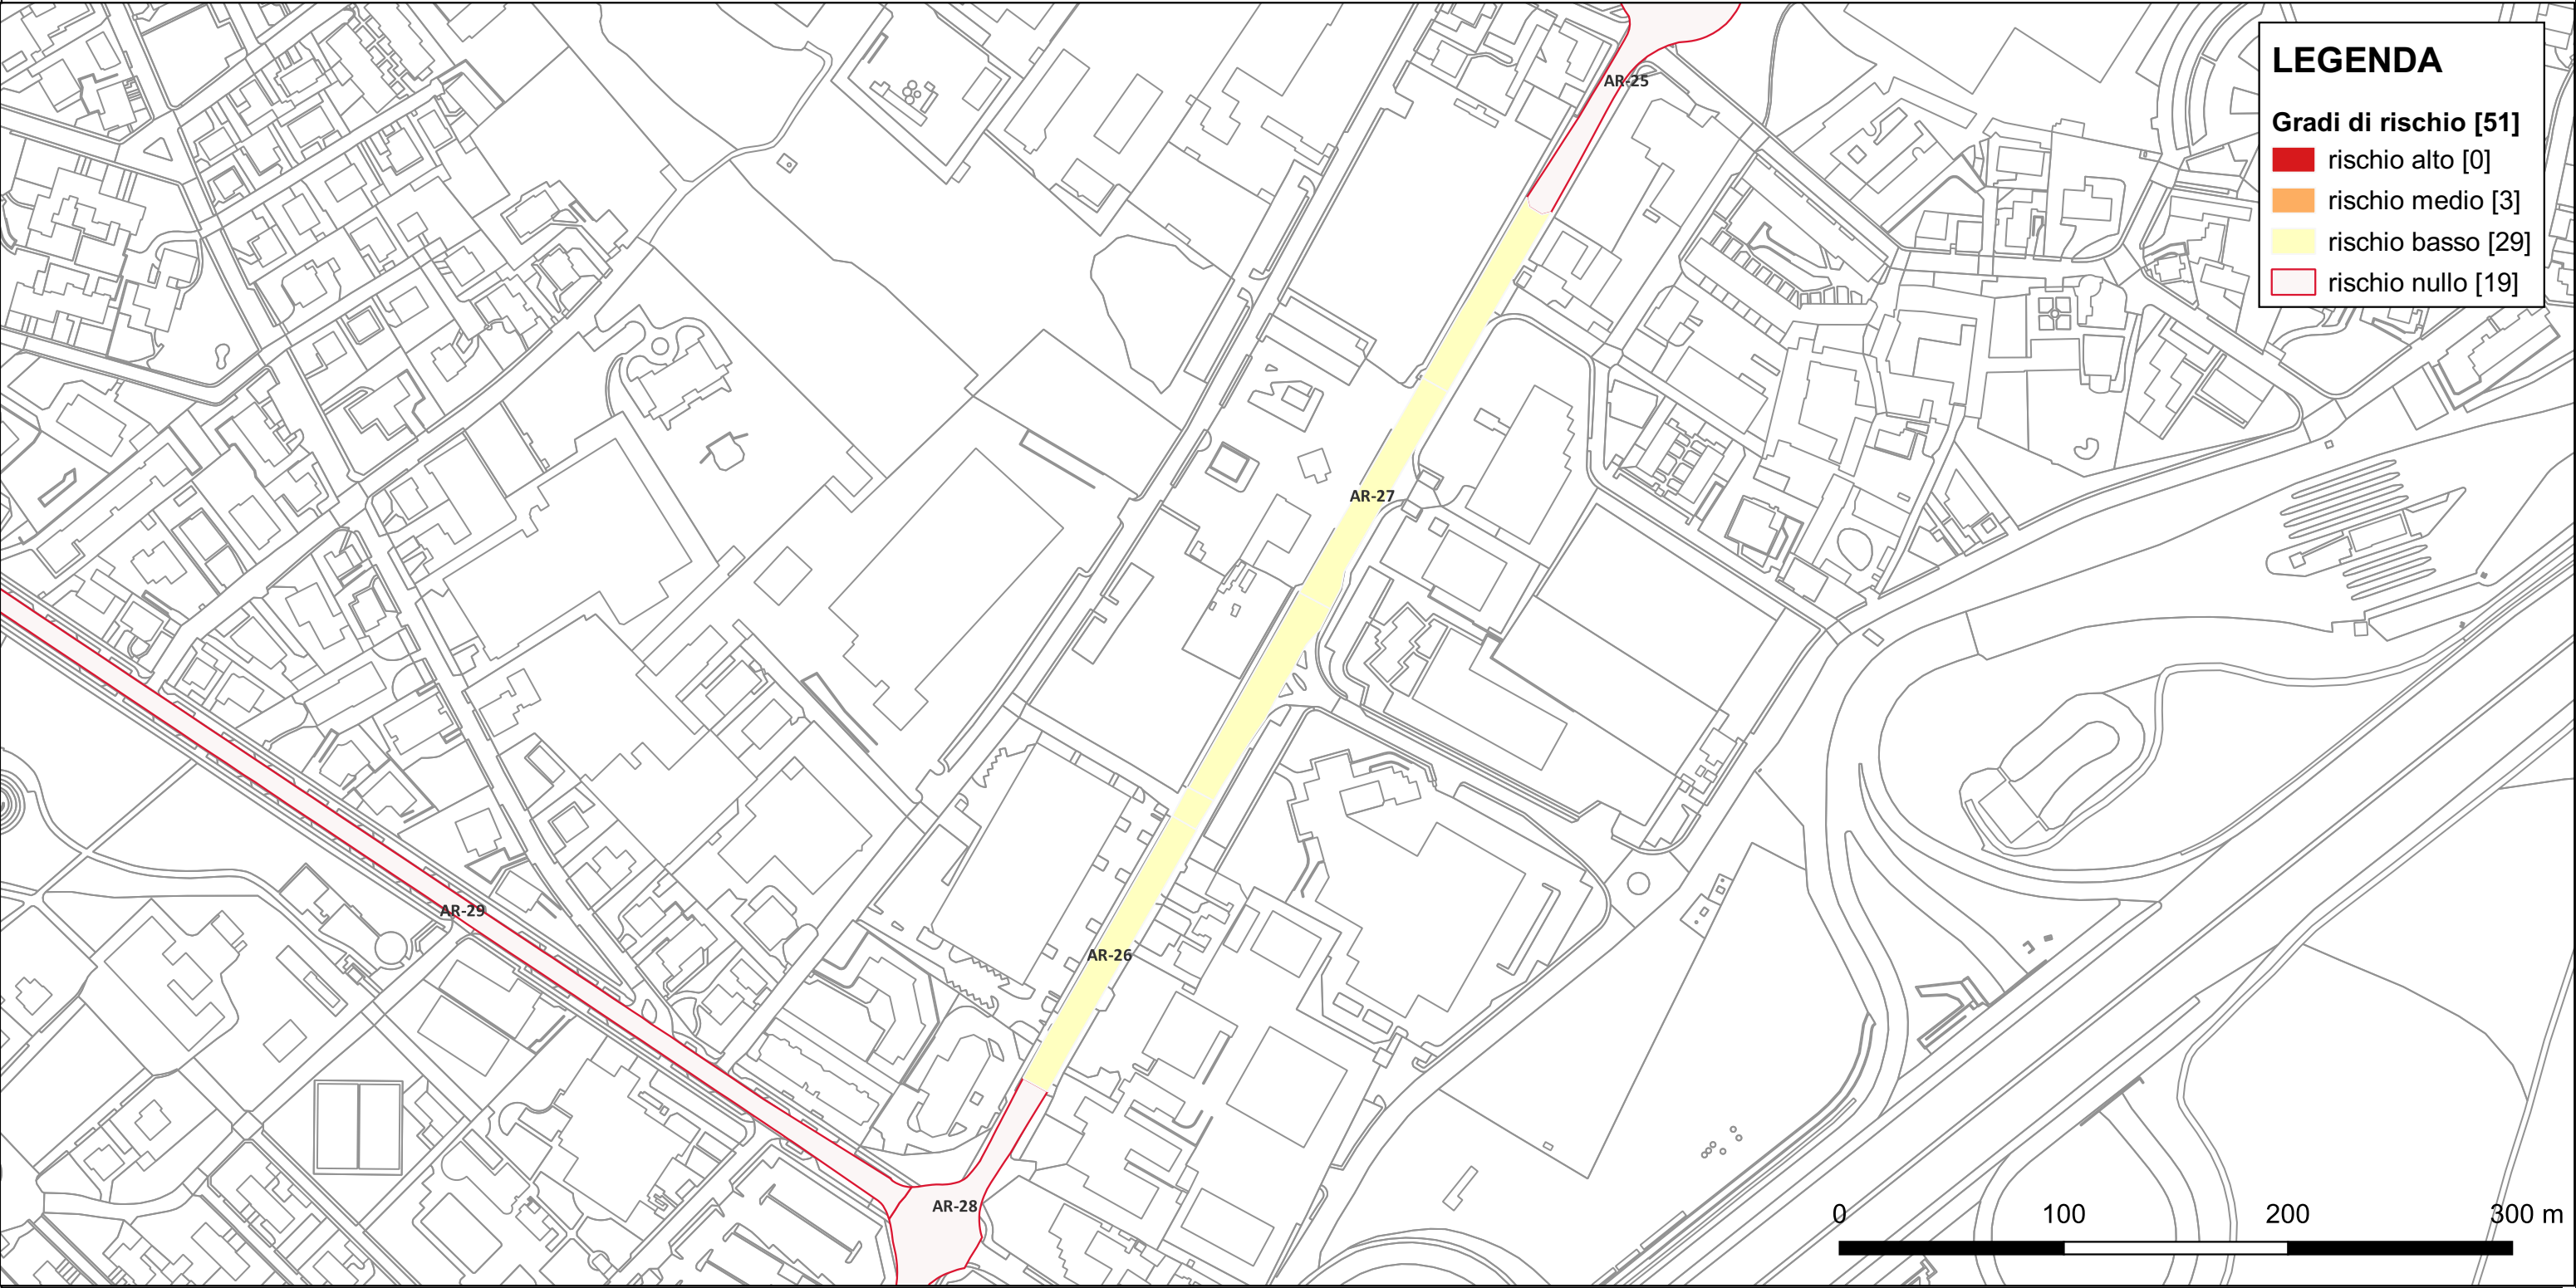 AR-25
LEGENDA
Gradi di rischio [51]
rischio alto [0]
rischio medio [3]
rischio basso [29]
rischio nullo [19]
AR-27
AR-29
AR-26
AR-28
0 100 200 300 m